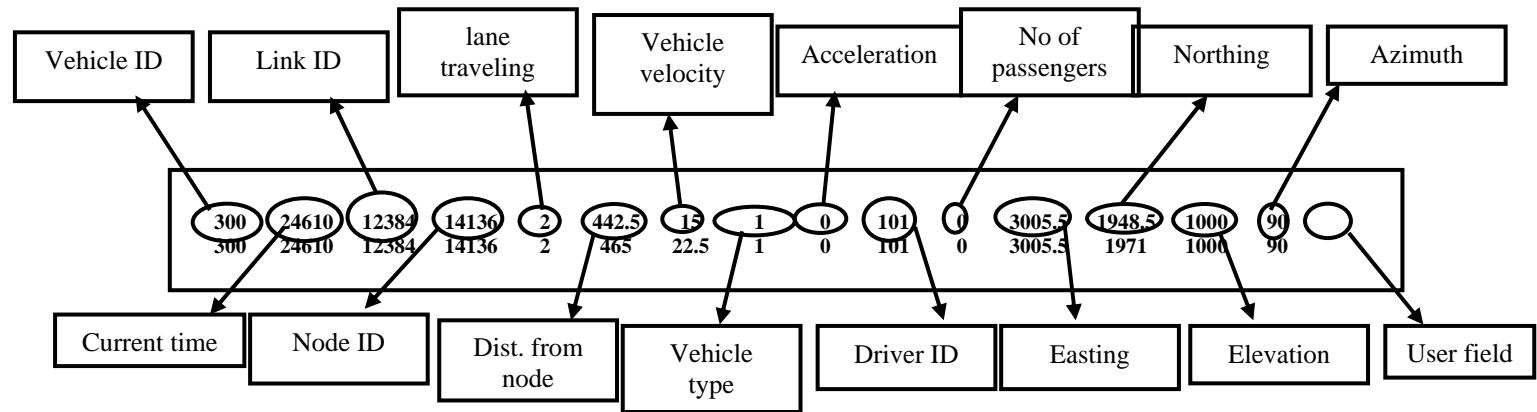 Vehicle ID
Link ID
lane
traveling
Vehicle
velocity
Acceleration
No of
passengers
Northing
Azimuth
300 24610 12384 14136 2 442.5 15 1 0 101 0 3005.5 1948.5 1000 90
300 24610 12384 14136 2 465 22.5 1 0 101 0 3005.5 1971 1000 90
Current time
Node ID
Dist. from
node
Vehicle
type
Driver ID
Easting
Elevation
User field